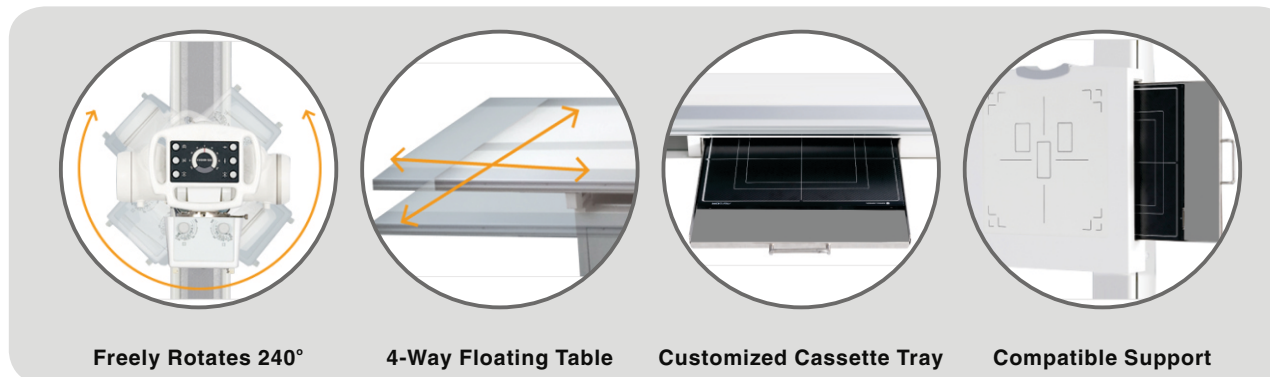 Freely Rotates 240°
4-Way Floating Table
Customized Cassette Tray
Compatible Support